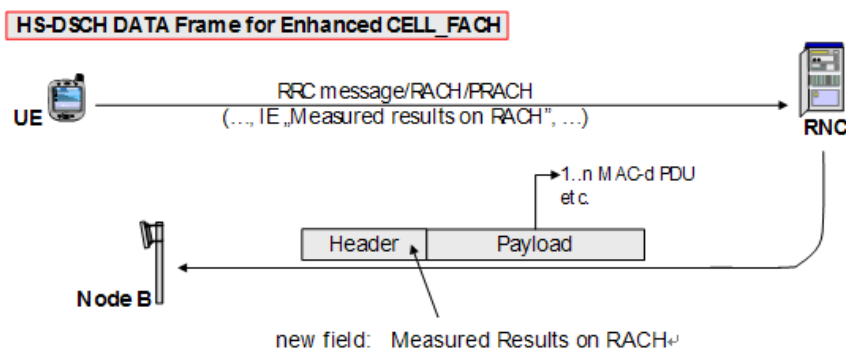 HS-DSCH DATA Frame for Enhanced CELL_FACH
RRC message/RACH/PRACH
UE
(..., IE „Measured results on RACH”, ...)
RNC
1..n MAC-d PDU
etc.
Header
Payload
Node B
new field: Measured Results on RACH↵